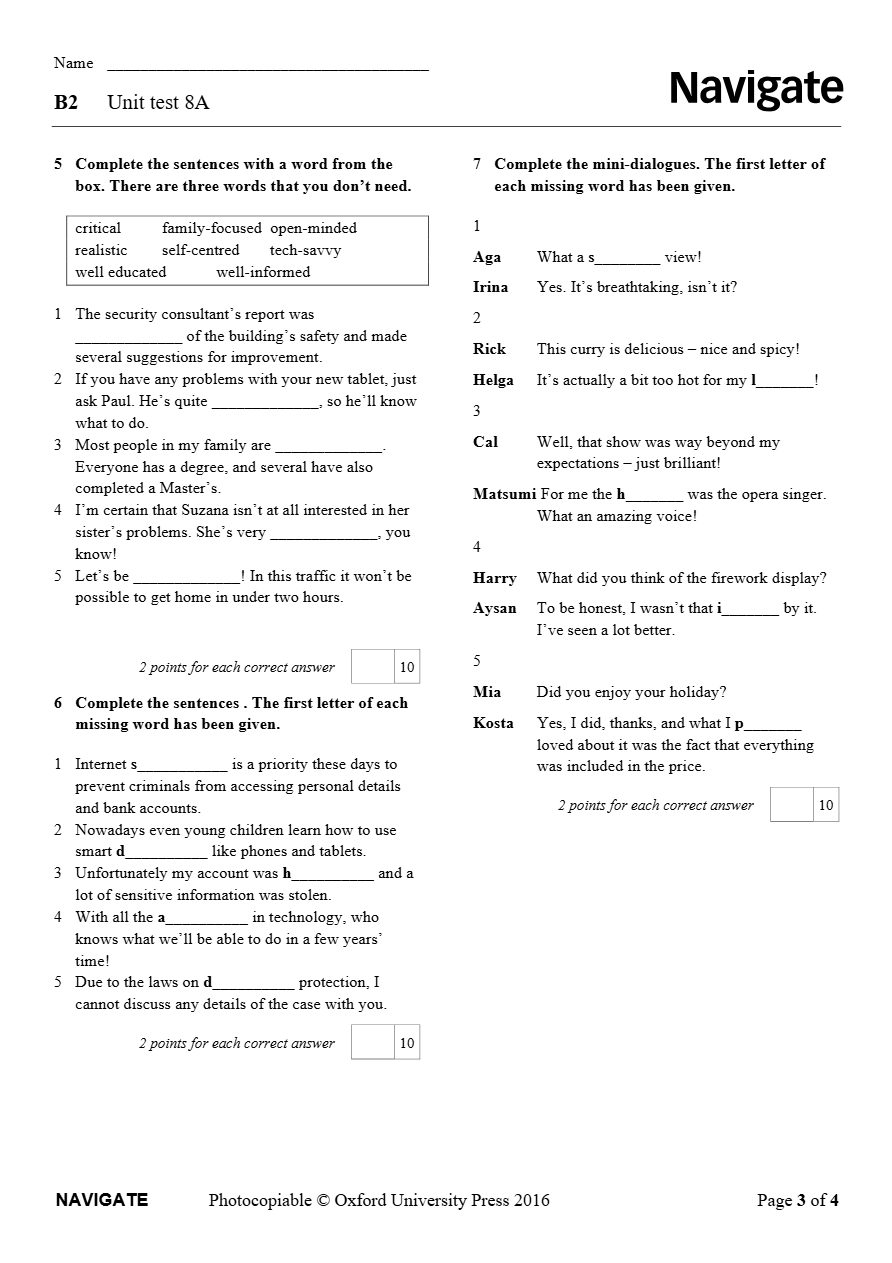 Name ________________________________________
Navigate
B2 Unit test 8A
5 Complete the sentences with a word from the
box. There are three words that you don’t need.
critical family-focused open-minded
realistic self-centred tech-savvy
well educated well-informed
1 The security consultant’s report was
_____________ of the building’s safety and made
several suggestions for improvement.
2 If you have any problems with your new tablet, just
ask Paul. He’s quite _____________, so he’ll know
what to do.
3 Most people in my family are _____________.
Everyone has a degree, and several have also
completed a Master’s.
4 I’m certain that Suzana isn’t at all interested in her
sister’s problems. She’s very _____________, you
know!
5 Let’s be _____________! In this traffic it won’t be
possible to get home in under two hours.
2 points for each correct answer 10
6 Complete the sentences . The first letter of each
missing word has been given.
1 Internet s___________ is a priority these days to
prevent criminals from accessing personal details
and bank accounts.
2 Nowadays even young children learn how to use
smart d__________ like phones and tablets.
3 Unfortunately my account was h__________ and a
lot of sensitive information was stolen.
4 With all the a__________ in technology, who
knows what we’ll be able to do in a few years’
time!
5 Due to the laws on d__________ protection, I
cannot discuss any details of the case with you.
2 points for each correct answer 10
7 Complete the mini-dialogues. The first letter of
each missing word has been given.
1
Aga What a s________ view!
Irina Yes. It’s breathtaking, isn’t it?
2
Rick This curry is delicious – nice and spicy!
Helga It’s actually a bit too hot for my l_______!
3
Cal Well, that show was way beyond my
expectations – just brilliant!
Matsumi For me the h_______ was the opera singer.
What an amazing voice!
4
Harry What did you think of the firework display?
Aysan To be honest, I wasn’t that i_______ by it.
I’ve seen a lot better.
5
Mia Did you enjoy your holiday?
Kosta Yes, I did, thanks, and what I p_______
loved about it was the fact that everything
was included in the price.
2 points for each correct answer 10
NAVIGATE Photocopiable © Oxford University Press 2016 Page 3 of 4